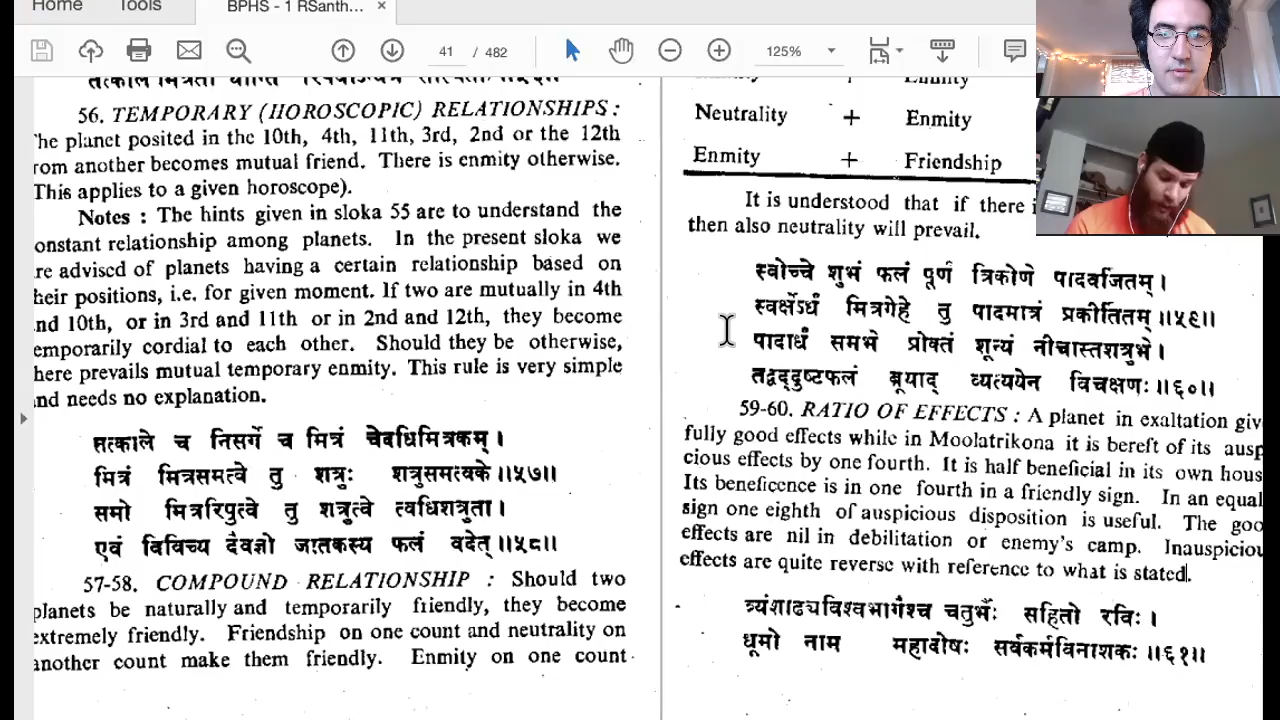 Home Tools BPHS - 1 RSanth... ×
41 / 482 125%
56. TEMPORARY (HOROSCOPIC) RELATIONSHIPS :
he planet posited in the 10th, 4th, 11th, 3rd, 2nd or the 12th
rom another becomes mutual friend. There is enmity otherwise.
This applies to a given horoscope).
Notes : The hints given in sloka 55 are to understand the
onstant relationship among planets. In the present sloka we
re advised of planets having a certain relationship based on
heir positions, i.e. for given moment. If two are mutually in 4th
nd 10th, or in 3rd and 11th or in 2nd and 12th, they become
emporarily cordial to each other. Should they be otherwise,
here prevails mutual temporary enmity. This rule is very simple
nd needs no explanation.
तत्काले च निसर्गे च मित्रं चेदधिमित्रकम् ।
मित्रं मित्रसमत्वे तु शत्रुः शत्रुसमत्वके ॥५७॥
समो मित्ररिपुत्वे तु शत्रुत्वे त्वधिशत्रुता ।
एवं विविच्य दैवज्ञो जातकस्य फलं वदेत् ॥५८॥
57-58. COMPOUND RELATIONSHIP : Should two
planets be naturally and temporarily friendly, they become
extremely friendly. Friendship on one count and neutrality on
another count make them friendly. Enmity on one count
+ Enmity
Neutrality + Enmity
Enmity + Friendship
It is understood that if there i
then also neutrality will prevail.
स्वोच्चे शुभं फलं पूर्णं त्रिकोणे पादवर्जितम् ।
स्वर्क्षेऽर्धं मित्रगेहे तु पादमात्रं प्रकीर्तितम् ॥५९॥
पादार्धं समभे प्रोक्तं शून्यं नीचास्तशत्रुभे ।
तद्वद्दुष्टफलं ब्रूयाद् व्यत्ययेन विचक्षणः ॥६०॥
59-60. RATIO OF EFFECTS : A planet in exaltation giv
fully good effects while in Moolatrikona it is bereft of its ausp
cious effects by one fourth. It is half beneficial in its own hous
Its beneficence is in one fourth in a friendly sign. In an equal
sign one eighth of auspicious disposition is useful. The goo
effects are nil in debilitation or enemy's camp. Inauspiciou
effects are quite reverse with reference to what is stated.
त्र्यंशाढ्यविश्वभागैश्च चतुर्भैः सहितो रविः ।
धूमो नाम महादोषः सर्वकर्मविनाशकः ॥६१॥